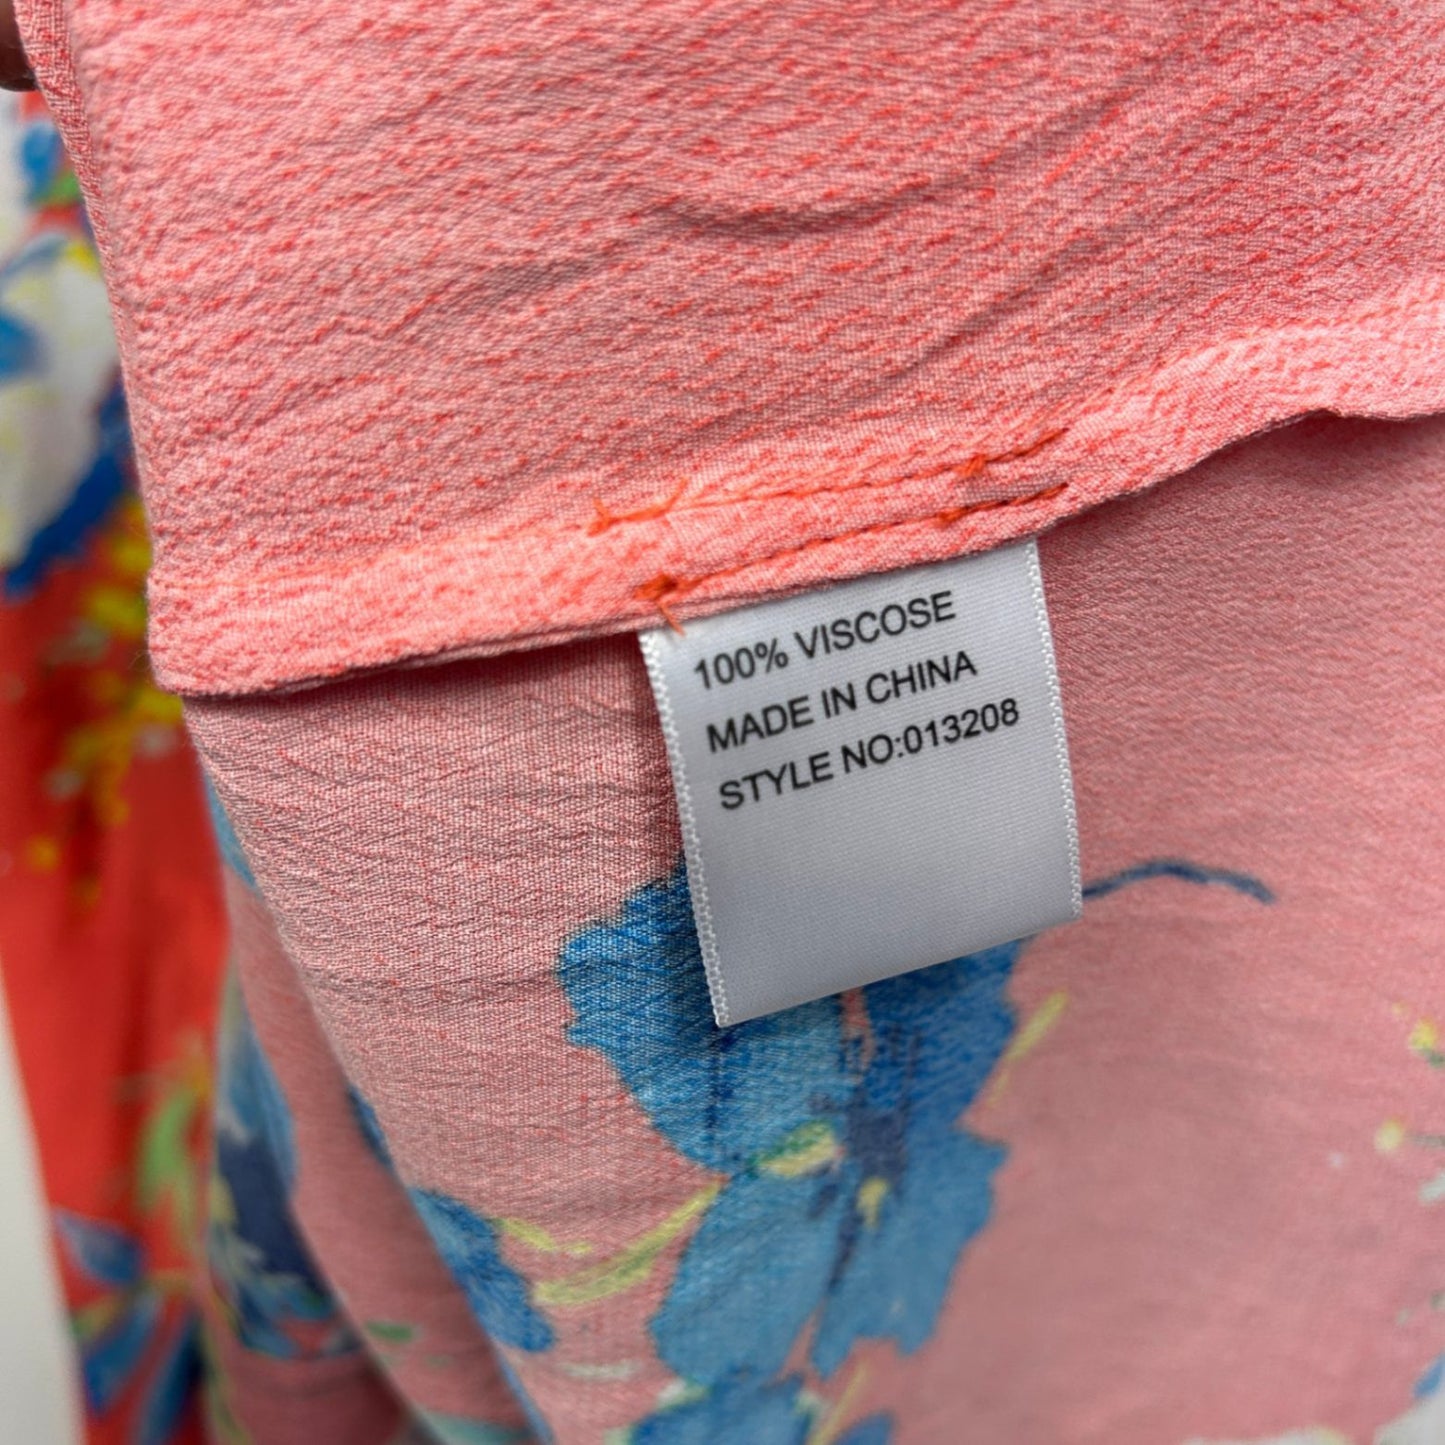 100% VISCOSE
MADE IN CHINA
STYLE NO:013208